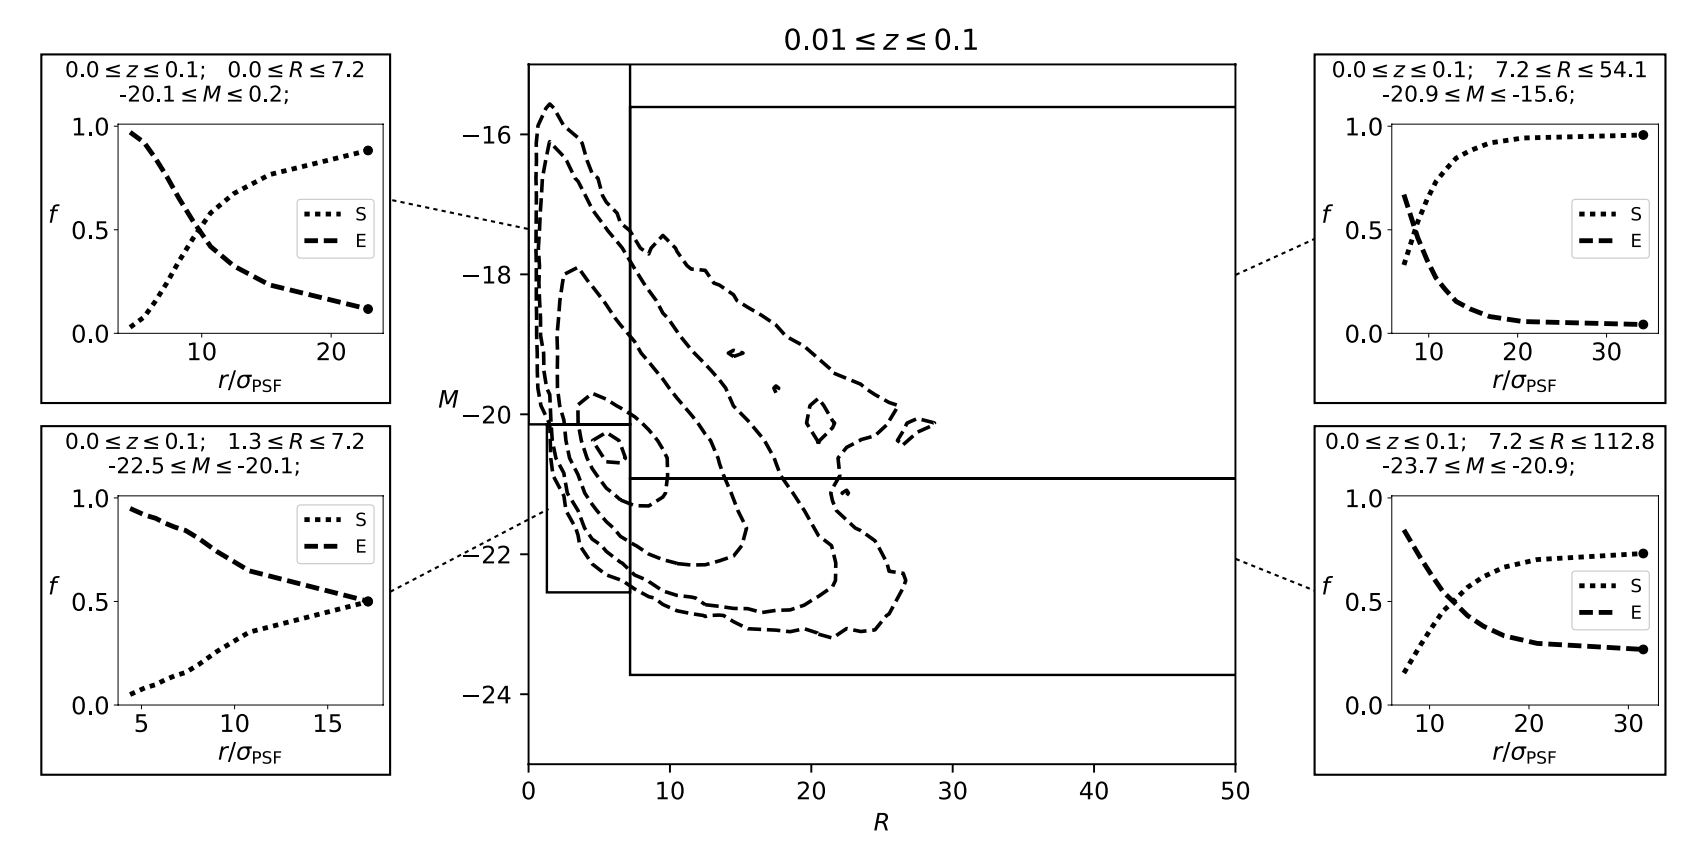 0.01 ≤ z ≤ 0.1
0.0 ≤ z ≤ 0.1;   0.0 ≤ R ≤ 7.2
-20.1 ≤ M ≤ 0.2;
1.0
0.5
0.0
f
S
E
10
20
r/σPSF
0.0 ≤ z ≤ 0.1;   1.3 ≤ R ≤ 7.2
-22.5 ≤ M ≤ -20.1;
1.0
0.5
0.0
f
S
E
5
10
15
r/σPSF
−16
−18
−20
−22
−24
M
0
10
20
30
40
50
R
0.0 ≤ z ≤ 0.1;   7.2 ≤ R ≤ 54.1
-20.9 ≤ M ≤ -15.6;
1.0
0.5
0.0
f
S
E
10
20
30
r/σPSF
0.0 ≤ z ≤ 0.1;   7.2 ≤ R ≤ 112.8
-23.7 ≤ M ≤ -20.9;
1.0
0.5
0.0
f
S
E
10
20
30
r/σPSF